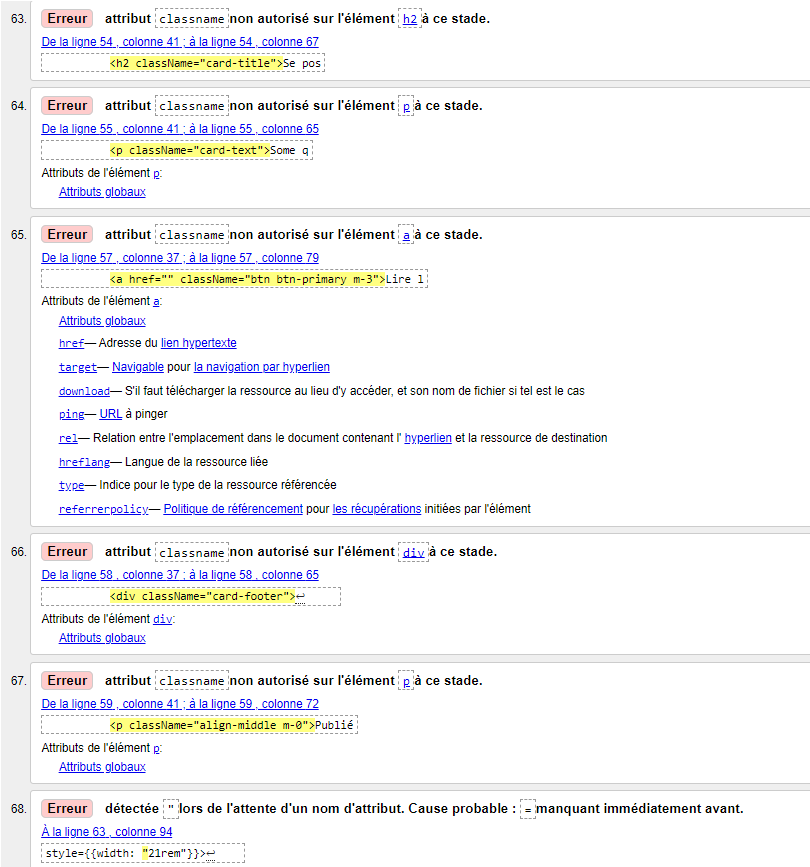 63. Erreur attribut classname non autorisé sur l'élément h2 à ce stade.
De la ligne 54 , colonne 41 ; à la ligne 54 , colonne 67
<h2 className="card-title">Se pos
64. Erreur attribut classname non autorisé sur l'élément p à ce stade.
De la ligne 55 , colonne 41 ; à la ligne 55 , colonne 65
<p className="card-text">Some q
Attributs de l'élément p:
Attributs globaux
65. Erreur attribut classname non autorisé sur l'élément a à ce stade.
De la ligne 57 , colonne 37 ; à la ligne 57 , colonne 79
<a href="" className="btn btn-primary m-3">Lire l
Attributs de l'élément a:
Attributs globaux
href— Adresse du lien hypertexte
target— Navigable pour la navigation par hyperlien
download— S'il faut télécharger la ressource au lieu d'y accéder, et son nom de fichier si tel est le cas
ping— URL à pinger
rel— Relation entre l'emplacement dans le document contenant l' hyperlien et la ressource de destination
hreflang— Langue de la ressource liée
type— Indice pour le type de la ressource référencée
referrerpolicy— Politique de référencement pour les récupérations initiées par l'élément
66. Erreur attribut classname non autorisé sur l'élément div à ce stade.
De la ligne 58 , colonne 37 ; à la ligne 58 , colonne 65
<div className="card-footer">↩
Attributs de l'élément div:
Attributs globaux
67. Erreur attribut classname non autorisé sur l'élément p à ce stade.
De la ligne 59 , colonne 41 ; à la ligne 59 , colonne 72
<p className="align-middle m-0">Publié
Attributs de l'élément p:
Attributs globaux
68. Erreur détectée " lors de l'attente d'un nom d'attribut. Cause probable : = manquant immédiatement avant.
À la ligne 63 , colonne 94
style={{width: "21rem"}}>↩